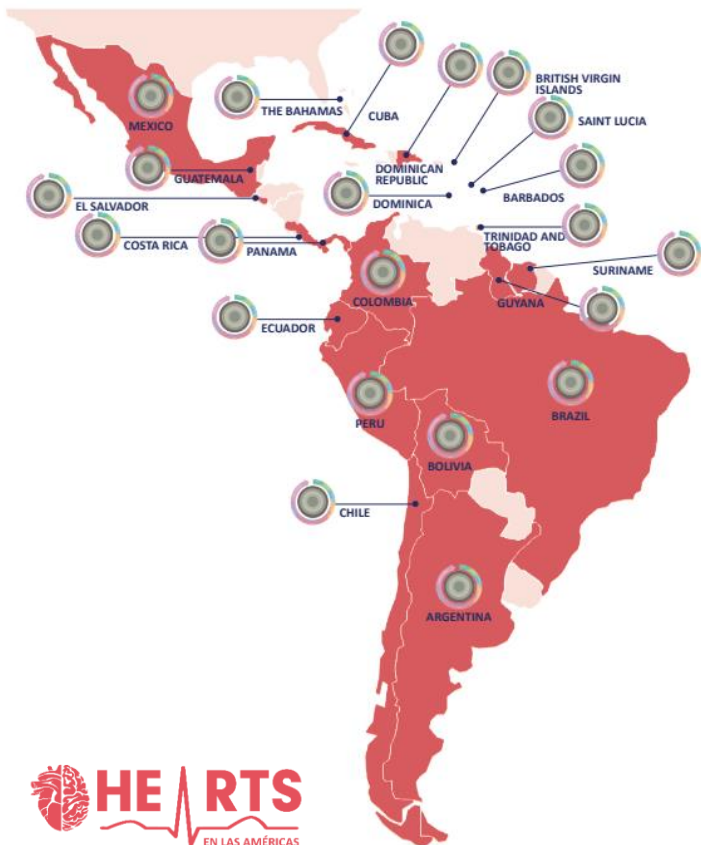 BRITISH VIRGIN
ISLANDS
THE BAHAMAS
CUBA
SAINT LUCIA
MEXICO
DOMINICAN
REPUBLIC
GUATEMALA
DOMINICA
BARBADOS
EL SALVADOR
TRINIDAD AND
TOBAGO
COSTA RICA
PANAMA
SURINAME
COLOMBIA
GUYANA
ECUADOR
BRAZIL
PERU
BOLIVIA
CHILE
ARGENTINA
HEARTS
EN LAS AMÉRICAS